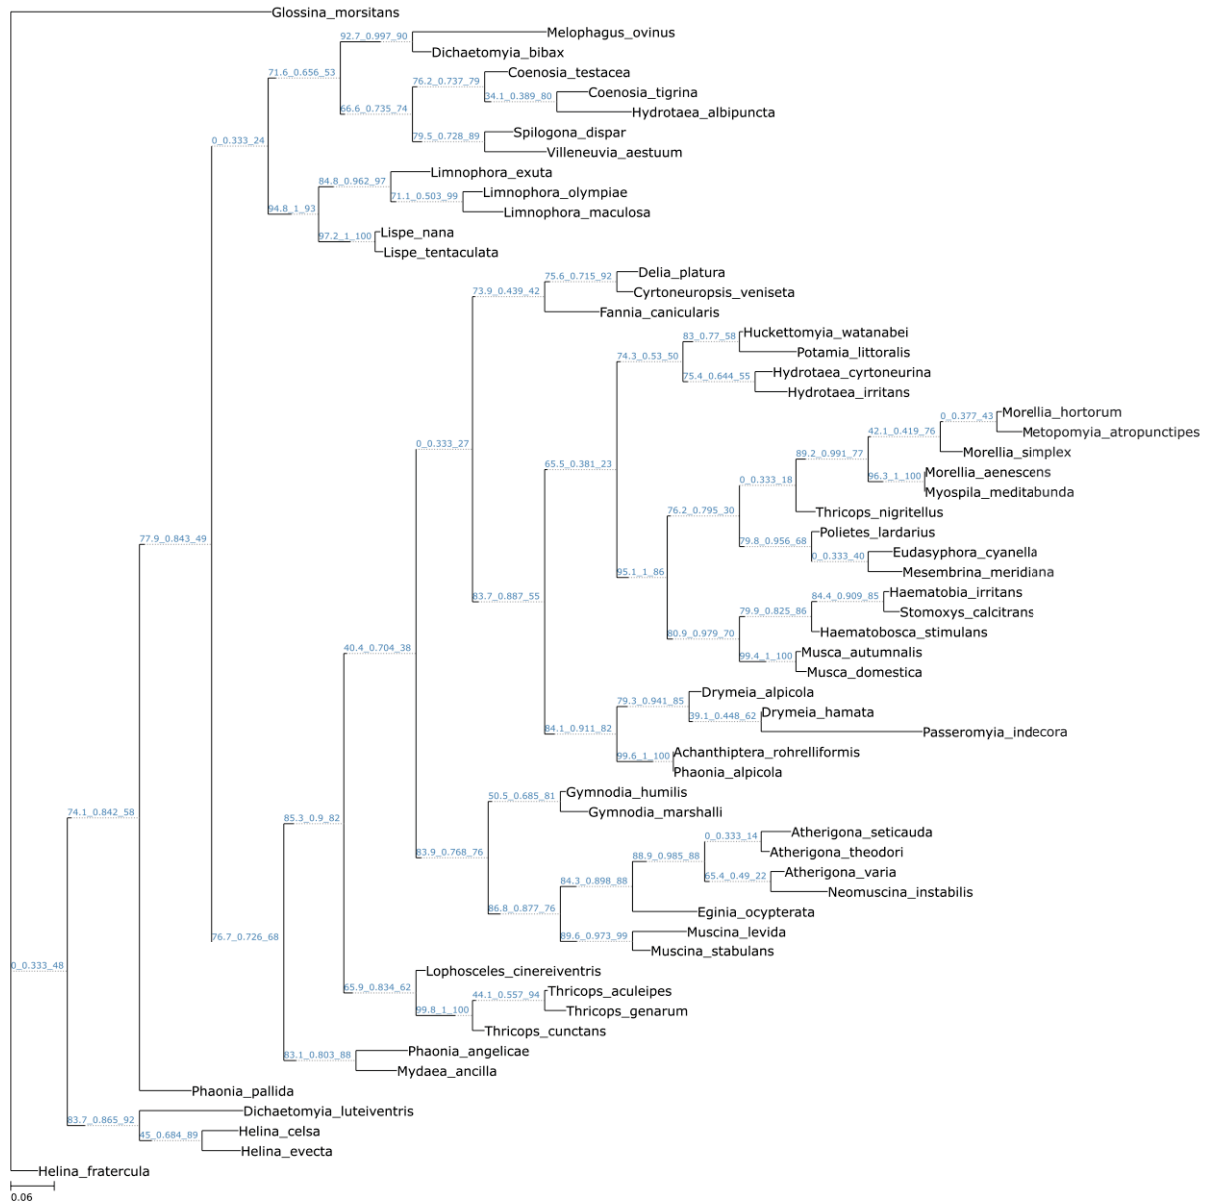 Glossina_morsitans
92.7_0.997_90
Melophagus_ovinus
Dichaetomyia_bibax
71.6_0.656_53
Coenosia_testacea
76.2_0.737_79
Coenosia_tigrina
34.1_0.389_80
66.6_0.735_74
Hydrotaea_albipuncta
Spilogona_dispar
79.5_0.728_89
0_0.333_24
Villeneuvia_aestuum
Limnophora_exuta
84.8_0.962_97
Limnophora_olympiae
71.1_0.503_99
94.8_1_93
Limnophora_maculosa
Lispe_nana
97.2_1_100
Lispe_tentaculata
Delia_platura
75.6_0.715_92
73.9_0.439_42
Cyrtoneuropsis_veniseta
Fannia_canicularis
Huckettomyia_watanabei
83_0.77_58
Potamia_littoralis
74.3_0.53_50
Hydrotaea_cyrtoneurina
75.4_0.644_55
Hydrotaea_irritans
Morellia_hortorum
0_0.377_43
Metopomyia_atropunctipes
42.1_0.419_76
0_0.333_27
Morellia_simplex
89.2_0.991_77
65.5_0.381_23
Morellia_aenescens
96.3_1_100
0_0.333_18
Myospila_meditabunda
76.2_0.795_30
Thricops_nigritellus
Polietes_lardarius
77.9_0.843_49
79.8_0.956_68
Eudasyphora_cyanella
0_0.333_40
Mesembrina_meridiana
95.1_1_86
Haematobia_irritans
84.4_0.909_85
83.7_0.887_55
Stomoxys_calcitrans
79.9_0.825_86
Haematobosca_stimulans
80.9_0.979_70
40.4_0.704_38
Musca_autumnalis
99.4_1_100
Musca_domestica
Drymeia_alpicola
79.3_0.941_85
Drymeia_hamata
39.1_0.448_62
84.1_0.911_82
Passeromyia_indecora
Achanthiptera_rohrelliformis
99.6_1_100
Phaonia_alpicola
Gymnodia_humilis
50.5_0.685_81
74.1_0.842_58
Gymnodia_marshalli
85.3_0.9_82
Atherigona_seticauda
0_0.333_14
83.9_0.768_76
Atherigona_theodori
88.9_0.985_88
Atherigona_varia
65.4_0.49_22
84.3_0.898_88
Neomuscina_instabilis
86.8_0.877_76
Eginia_ocypterata
Muscina_levida
76.7_0.726_68
89.6_0.973_99
Muscina_stabulans
0_0.333_48
Lophosceles_cinereiventris
65.9_0.834_62
Thricops_aculeipes
44.1_0.557_94
99.8_1_100
Thricops_genarum
Thricops_cunctans
83.1_0.803_88
Phaonia_angelicae
Mydaea_ancilla
Phaonia_pallida
83.7_0.865_92
Dichaetomyia_luteiventris
45_0.684_89
Helina_celsa
Helina_evecta
Helina_fratercula
0.06